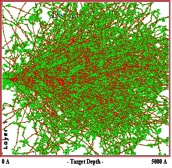 Layer 1
0 A - Target Depth - 5000 A